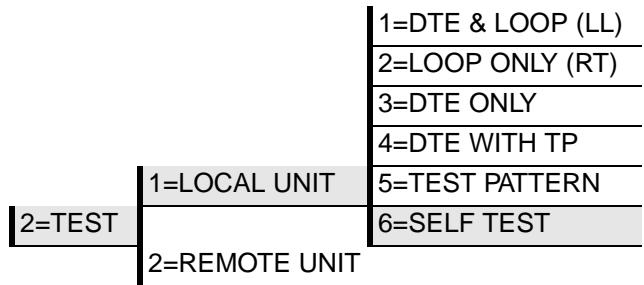 1=DTE & LOOP (LL)
2=LOOP ONLY (RT)
3=DTE ONLY
4=DTE WITH TP
1=LOCAL UNIT 5=TEST PATTERN
2=TEST 6=SELF TEST
2=REMOTE UNIT